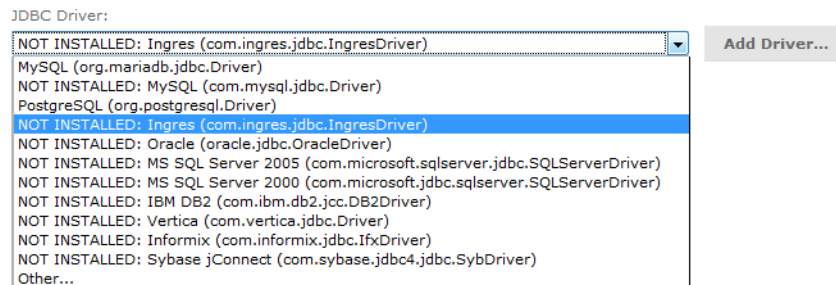 JDBC Driver:
NOT INSTALLED: Ingres (com.ingres.jdbc.IngresDriver) Add Driver...
MySQL (org.mariadb.jdbc.Driver)
NOT INSTALLED: MySQL (com.mysql.jdbc.Driver)
PostgreSQL (org.postgresql.Driver)
NOT INSTALLED: Ingres (com.ingres.jdbc.IngresDriver)
NOT INSTALLED: Oracle (oracle.jdbc.OracleDriver)
NOT INSTALLED: MS SQL Server 2005 (com.microsoft.sqlserver.jdbc.SQLServerDriver)
NOT INSTALLED: MS SQL Server 2000 (com.microsoft.jdbc.sqlserver.SQLServerDriver)
NOT INSTALLED: IBM DB2 (com.ibm.db2.jcc.DB2Driver)
NOT INSTALLED: Vertica (com.vertica.jdbc.Driver)
NOT INSTALLED: Informix (com.informix.jdbc.IfxDriver)
NOT INSTALLED: Sybase jConnect (com.sybase.jdbc4.jdbc.SybDriver)
Other...